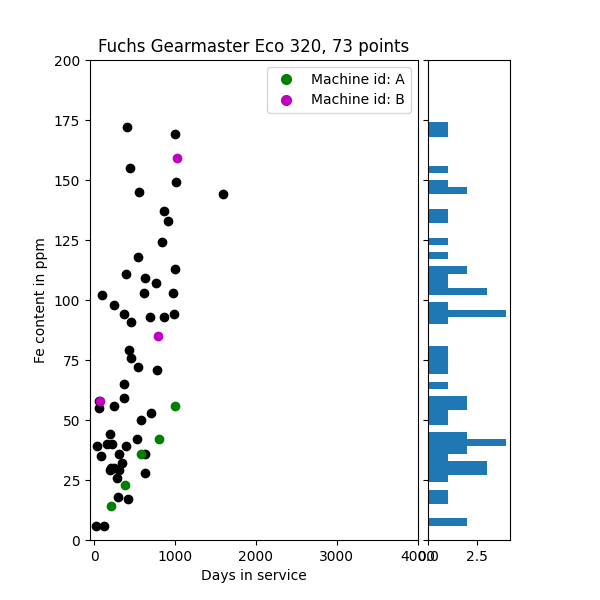 Fuchs Gearmaster Eco 320, 73 points
Machine id: A
Machine id: B
Fe content in ppm
200
175
150
125
100
75
50
25
0
0 1000 2000 3000 4000 0.0 2.5
Days in service